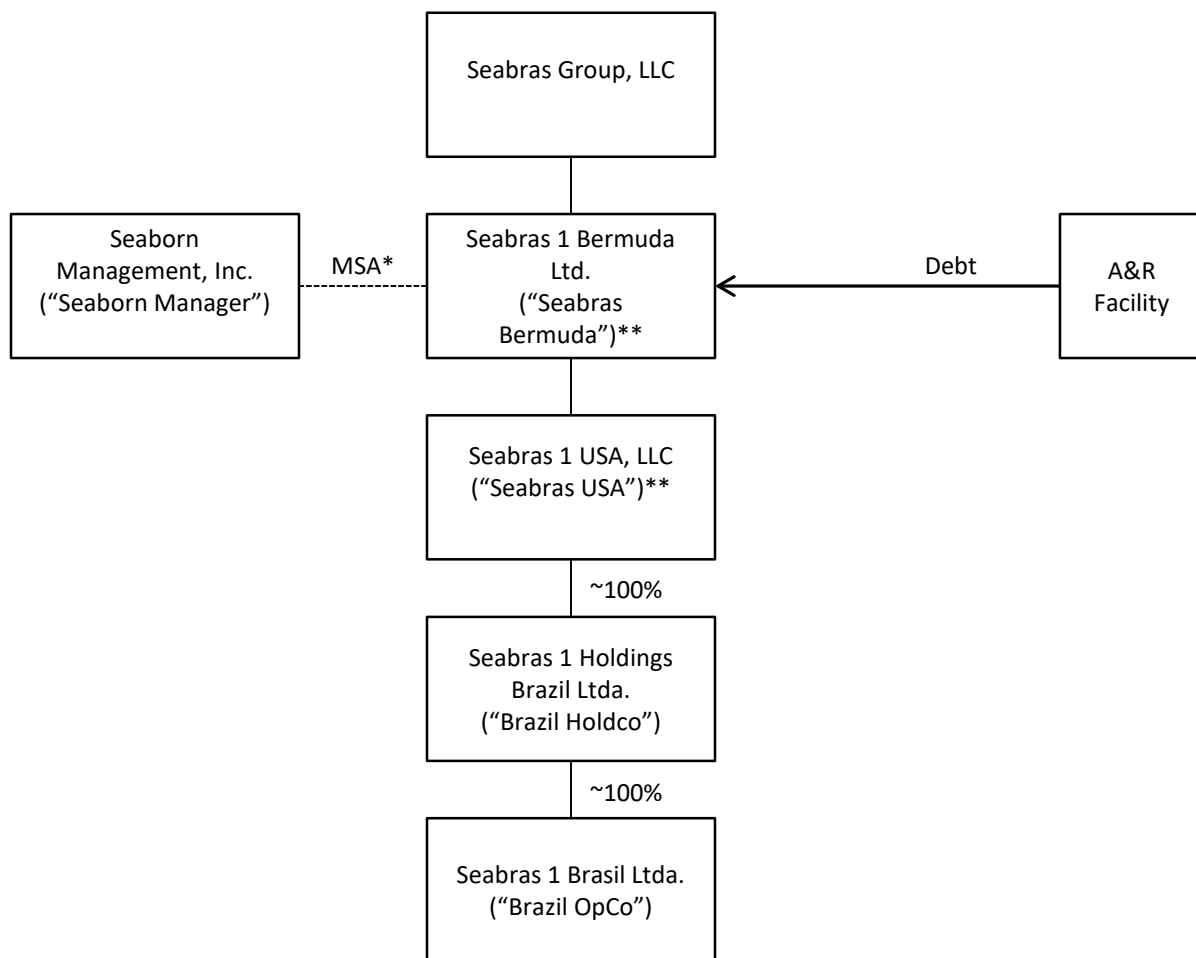 Seabras Group, LLC
Seaborn
Management, Inc.
(“Seaborn Manager”)
MSA*
Seabras 1 Bermuda
Ltd.
(“Seabras
Bermuda”)**
Debt
A&R
Facility
Seabras 1 USA, LLC
(“Seabras USA”)**
~100%
Seabras 1 Holdings
Brazil Ltda.
(“Brazil Holdco”)
~100%
Seabras 1 Brasil Ltda.
(“Brazil OpCo”)